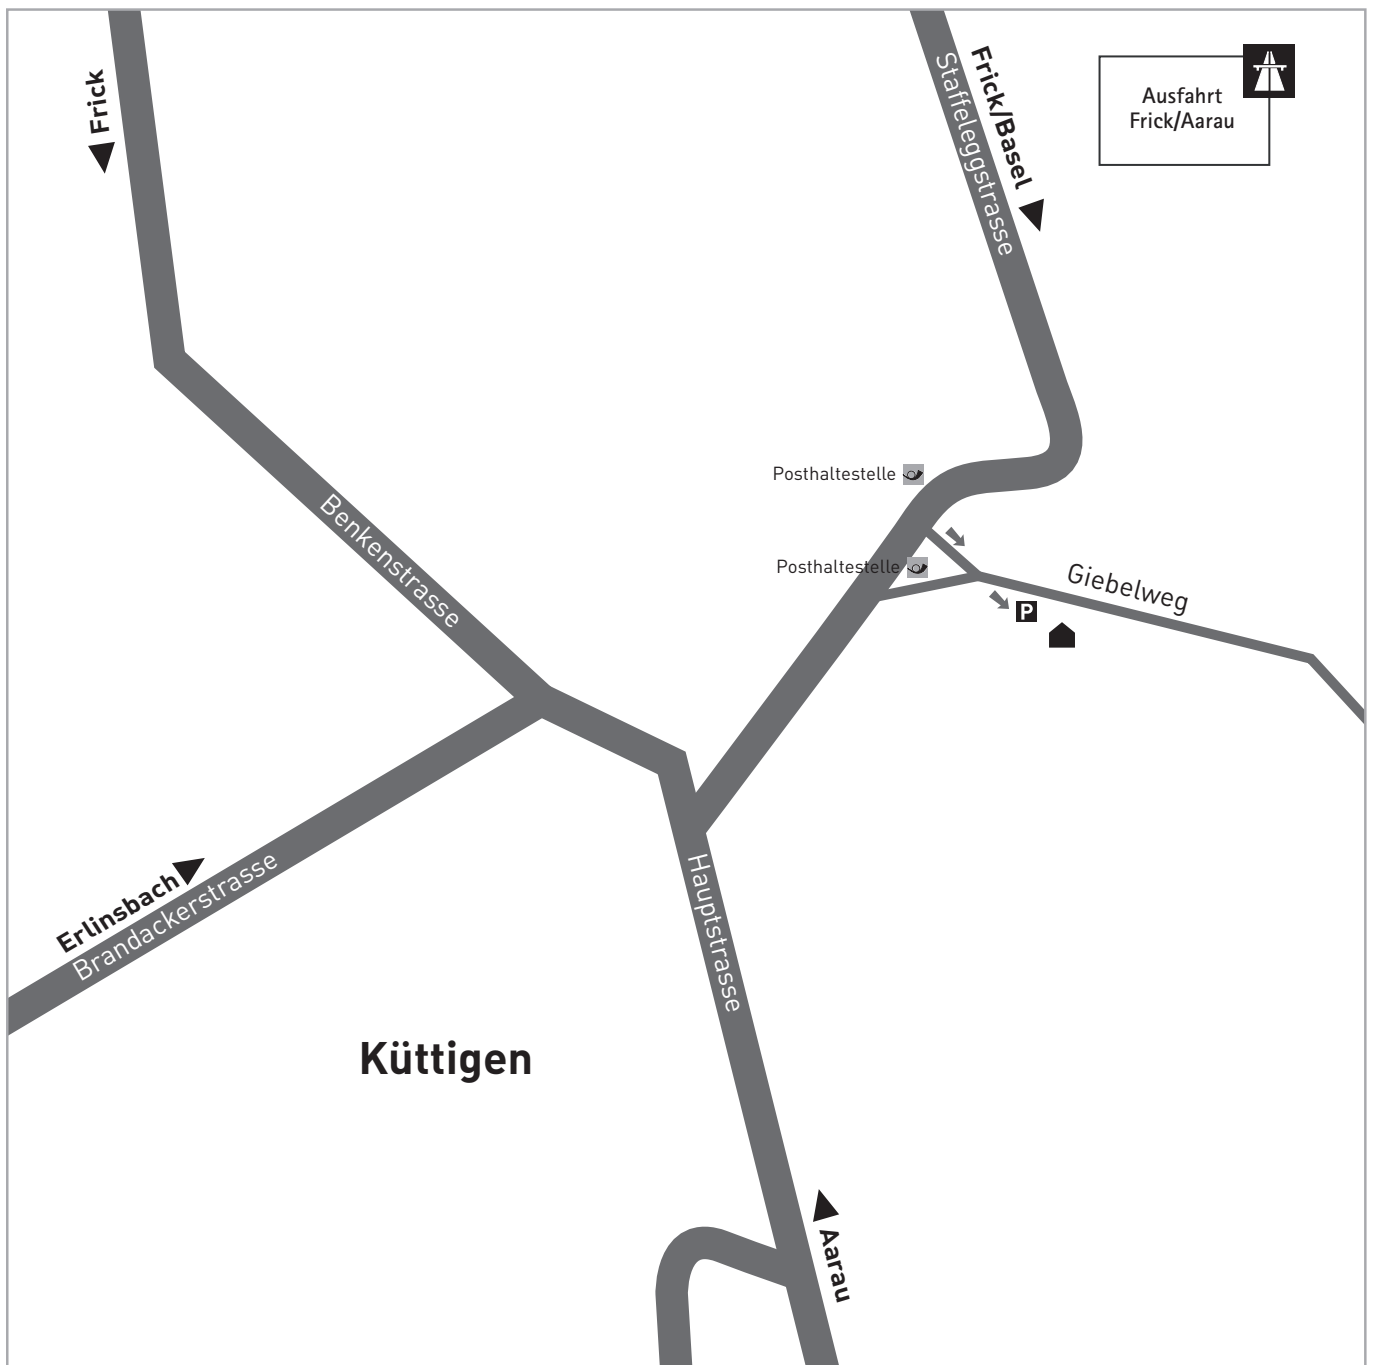 Frick
Frick/Basel
Staffeleggstrasse
Ausfahrt
Frick/Aarau
Posthaltestelle
Benkenstrasse
Posthaltestelle
Giebelweg
P
Erlinsbach
Brandackerstrasse
Hauptstrasse
Küttigen
Aarau